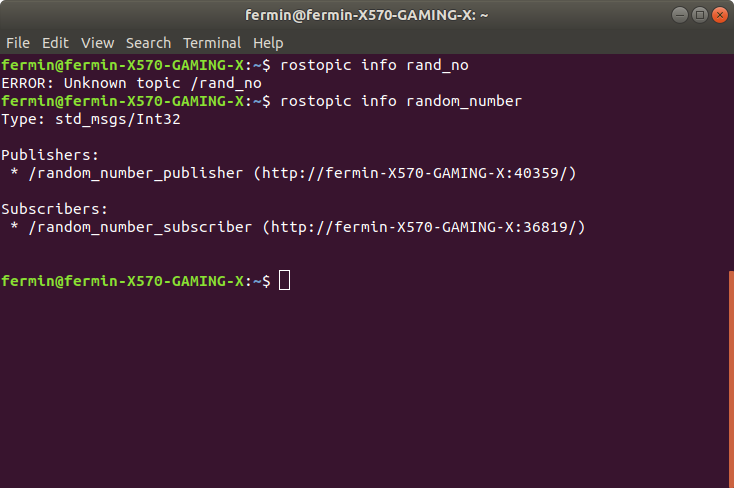 fermin@fermin-X570-GAMING-X: ~
File Edit View Search Terminal Help
fermin@fermin-X570-GAMING-X:~$ rostopic info rand_no
ERROR: Unknown topic /rand_no
fermin@fermin-X570-GAMING-X:~$ rostopic info random_number
Type: std_msgs/Int32
Publishers:
 * /random_number_publisher (http://fermin-X570-GAMING-X:40359/)
Subscribers:
 * /random_number_subscriber (http://fermin-X570-GAMING-X:36819/)
fermin@fermin-X570-GAMING-X:~$